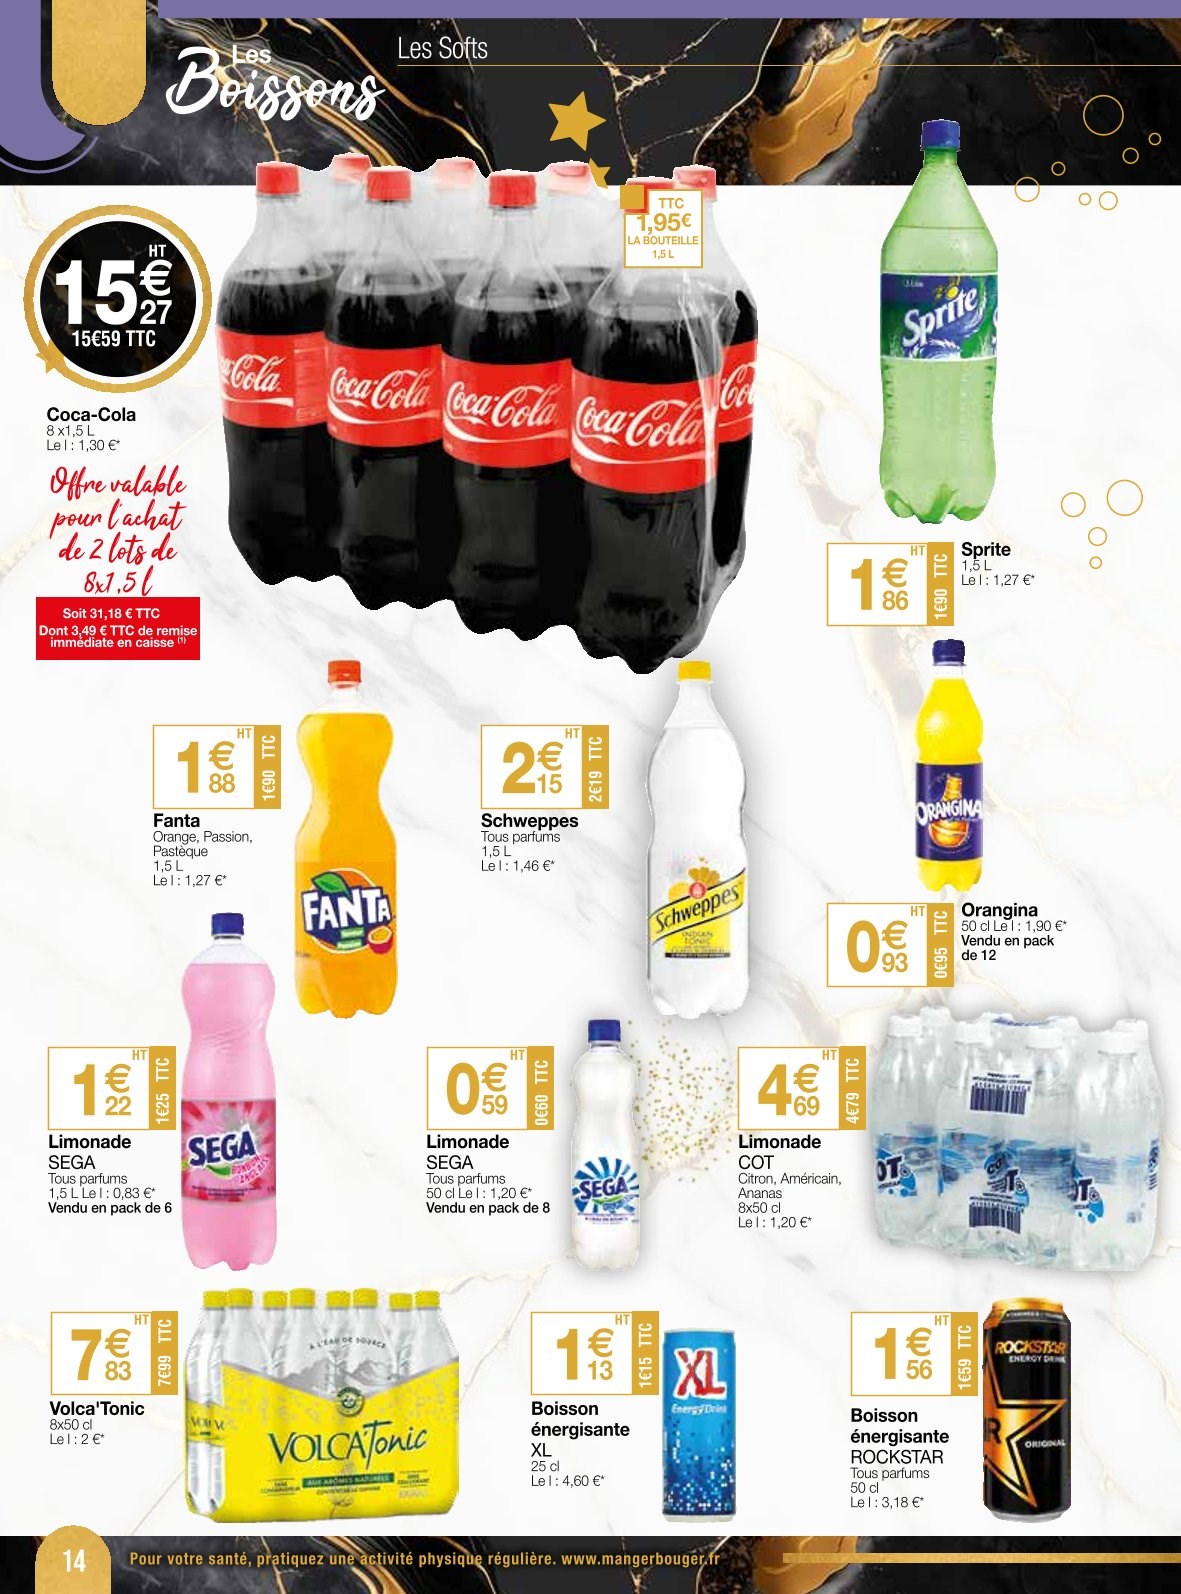 Les
Boissons
Les Softs
TTC
1,95€
LA BOUTEILLE
1,5 L
HT
15€27
15€59 TTC
Coca-Cola
8 x1,5 L
Le l : 1,30 €*
Offre valable
pour l'achat
de 2 lots de
8x1,5 l
Soit 31,18 € TTC
Dont 3,49 € TTC de remise
immédiate en caisse (1)
Coca-Cola
Coca-Cola
Coca-Cola
Coca-Cola
Sprite
HT
1€86
1€90 TTC
Sprite
1,5 L
Le l : 1,27 €*
HT
1€88
1€90 TTC
Fanta
Orange, Passion,
Pastèque
1,5 L
Le l : 1,27 €*
FANTA
HT
2€15
2€19 TTC
Schweppes
Tous parfums
1,5 L
Le l : 1,46 €*
Schweppes
INDIAN
TONIC
ORANGINA
HT
0€93
0€95 TTC
Orangina
50 cl Le l : 1,90 €*
Vendu en pack
de 12
HT
1€22
1€25 TTC
Limonade
SEGA
Tous parfums
1,5 L Le l : 0,83 €*
Vendu en pack de 6
SEGA
HT
0€59
0€60 TTC
Limonade
SEGA
Tous parfums
50 cl Le l : 1,20 €*
Vendu en pack de 8
SEGA
HT
4€69
4€79 TTC
Limonade
COT
Citron, Américain,
Ananas
8x50 cl
Le l : 1,20 €*
HT
7€83
7€99 TTC
Volca'Tonic
8x50 cl
Le l : 2 €*
À L'EAU DE SOURCE
VOLCATonic
AUX ARÔMES NATURELS
HT
1€13
1€15 TTC
Boisson
énergisante
XL
25 cl
Le l : 4,60 €*
XL
Energy Drink
HT
1€56
1€59 TTC
Boisson
énergisante
ROCKSTAR
Tous parfums
50 cl
Le l : 3,18 €*
ROCKSTAR
ENERGY DRINK
R
ORIGINAL
14
Pour votre santé, pratiquez une activité physique régulière. www.mangerbouger.fr